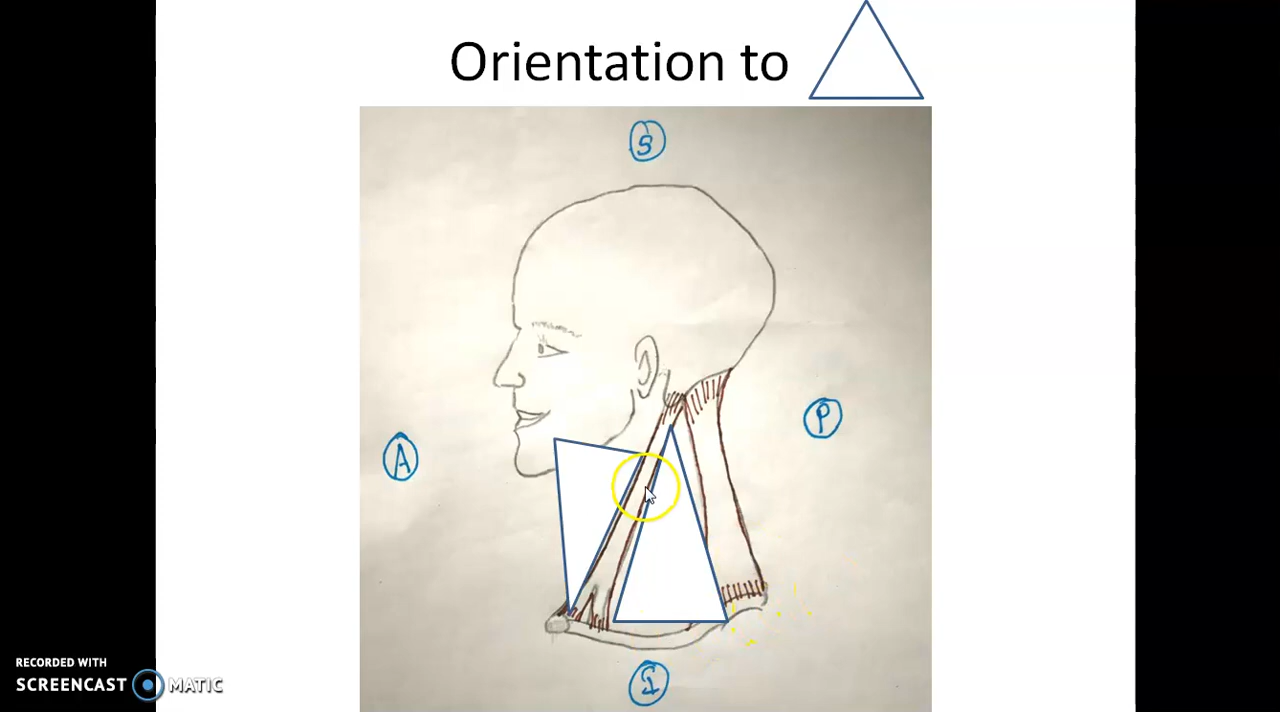 Orientation to
S
A
P
I
RECORDED WITH
SCREENCAST MATIC